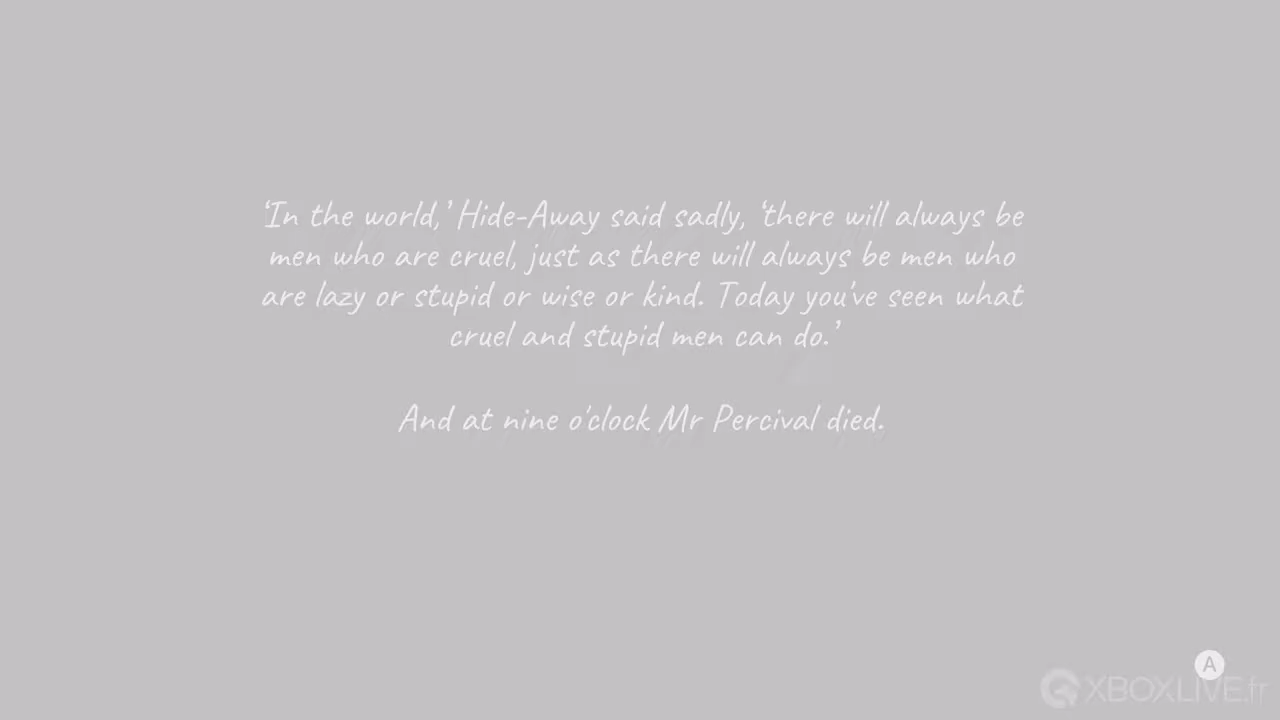 ‘In the world,’ Hide-Away said sadly, ‘there will always be
men who are cruel, just as there will always be men who
are lazy or stupid or wise or kind. Today you've seen what
cruel and stupid men can do.’
And at nine o'clock Mr Percival died.
A
XBOXLIVE.fr